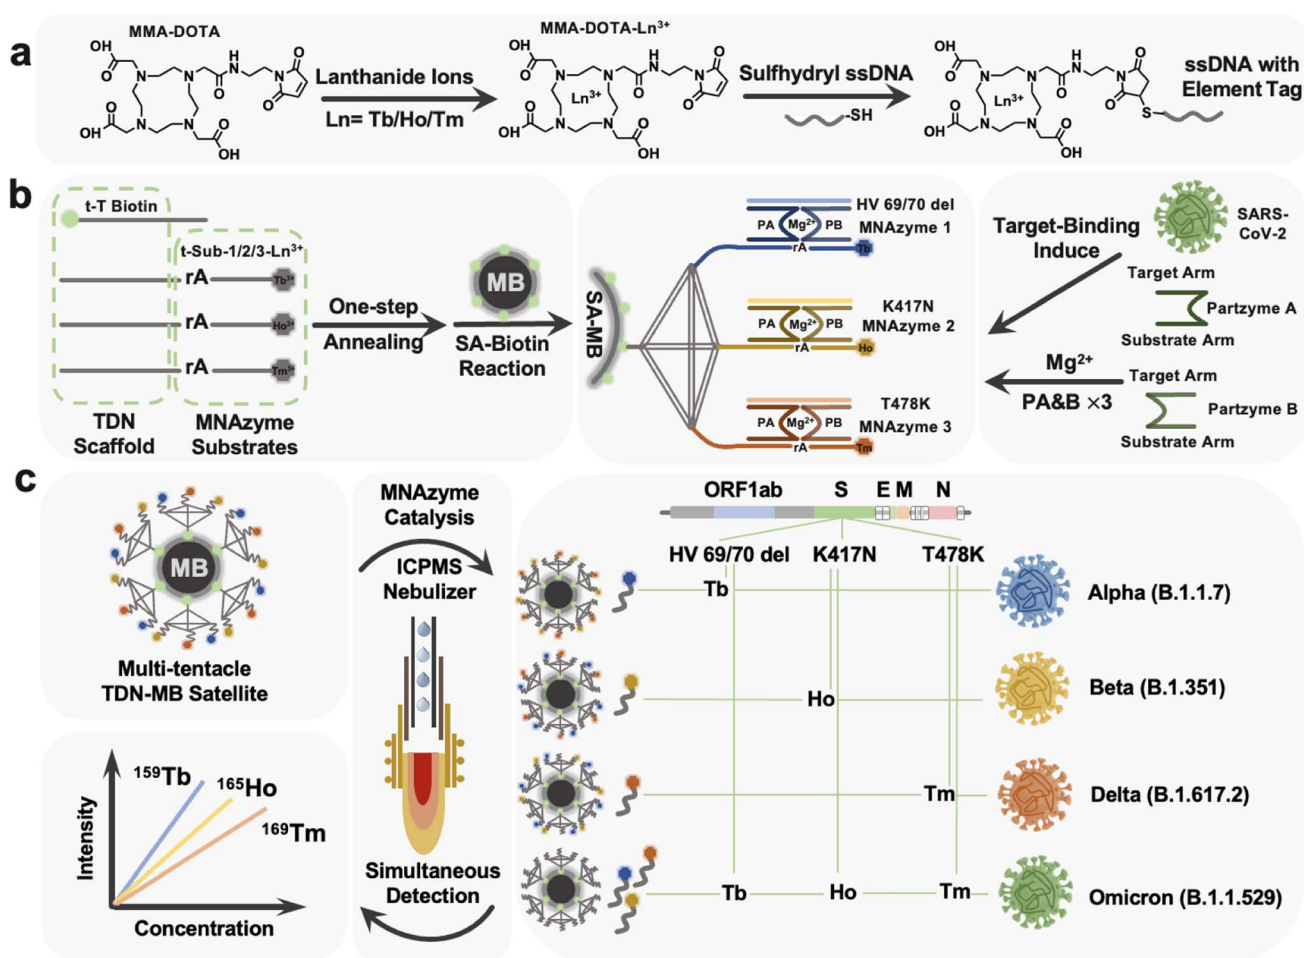 a
MMA-DOTA
MMA-DOTA-Ln³⁺
OH
O
O
H
N
N
N
O
O
N
N
O
OH
O
O
OH
Lanthanide Ions
Ln= Tb/Ho/Tm
OH
O
O
H
N
N
N
O
O
N
Ln³⁺
N
O
OH
O
O
OH
Sulfhydryl ssDNA
-SH
OH
O
O
H
N
N
N
O
O
N
Ln³⁺
N
S
O
OH
O
O
OH
ssDNA with
Element Tag
b
t-T Biotin
t-Sub-1/2/3-Ln³⁺
rA
Tb³⁺
rA
Ho³⁺
rA
Tm³⁺
TDN
Scaffold
MNAzyme
Substrates
One-step
Annealing
MB
SA-Biotin
Reaction
SA-MB
HV 69/70 del
MNAzyme 1
PA
Mg²⁺
PB
rA
Tb
K417N
MNAzyme 2
PA
Mg²⁺
PB
rA
Ho
T478K
MNAzyme 3
PA
Mg²⁺
PB
rA
Tm
Target-Binding
Induce
SARS-
CoV-2
Target Arm
Partzyme A
Substrate Arm
Mg²⁺
PA&B ×3
Target Arm
Partzyme B
Substrate Arm
c
MB
Multi-tentacle
TDN-MB Satellite
¹⁵⁹Tb
¹⁶⁵Ho
¹⁶⁹Tm
Intensity
Concentration
MNAzyme
Catalysis
ICPMS
Nebulizer
Simultaneous
Detection
ORF1ab S E M N
HV 69/70 del K417N T478K
Tb
Alpha (B.1.1.7)
Ho
Beta (B.1.351)
Tm
Delta (B.1.617.2)
Tb Ho Tm
Omicron (B.1.1.529)